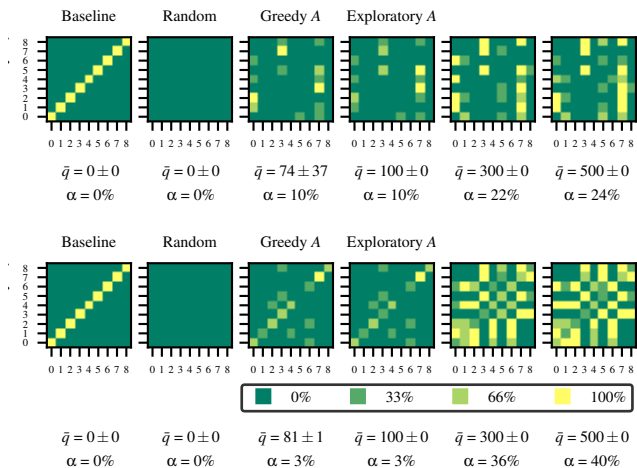 Baseline Random Greedy A Exploratory A
8
7
6
5
4
3
2
1
0
0 1 2 3 4 5 6 7 8 0 1 2 3 4 5 6 7 8 0 1 2 3 4 5 6 7 8 0 1 2 3 4 5 6 7 8 0 1 2 3 4 5 6 7 8 0 1 2 3 4 5 6 7 8
q̄ = 0 ± 0 q̄ = 0 ± 0 q̄ = 74 ± 37 q̄ = 100 ± 0 q̄ = 300 ± 0 q̄ = 500 ± 0
α = 0% α = 0% α = 10% α = 10% α = 22% α = 24%
Baseline Random Greedy A Exploratory A
8
7
6
5
4
3
2
1
0
0 1 2 3 4 5 6 7 8 0 1 2 3 4 5 6 7 8 0 1 2 3 4 5 6 7 8 0 1 2 3 4 5 6 7 8 0 1 2 3 4 5 6 7 8 0 1 2 3 4 5 6 7 8
0% 33% 66% 100%
q̄ = 0 ± 0 q̄ = 0 ± 0 q̄ = 81 ± 1 q̄ = 100 ± 0 q̄ = 300 ± 0 q̄ = 500 ± 0
α = 0% α = 0% α = 3% α = 3% α = 36% α = 40%